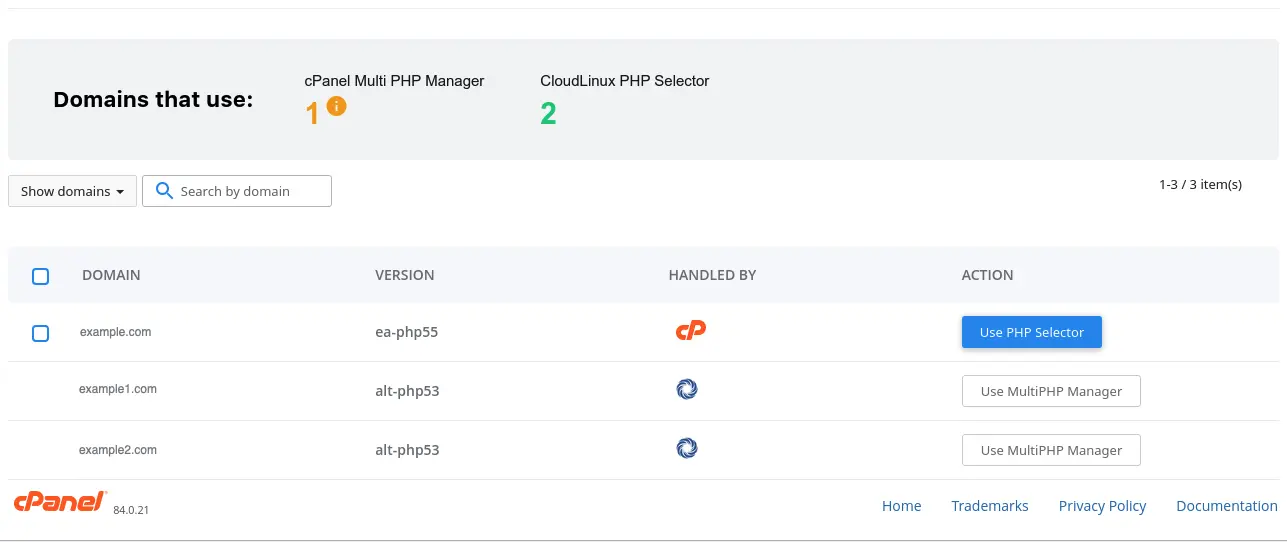 Domains that use:
cPanel Multi PHP Manager
1 i
CloudLinux PHP Selector
2
Show domains
Search by domain
1-3 / 3 item(s)
DOMAIN VERSION HANDLED BY ACTION
example.com ea-php55 cP Use PHP Selector
example1.com alt-php53 Use MultiPHP Manager
example2.com alt-php53 Use MultiPHP Manager
cPanel 84.0.21 Home Trademarks Privacy Policy Documentation